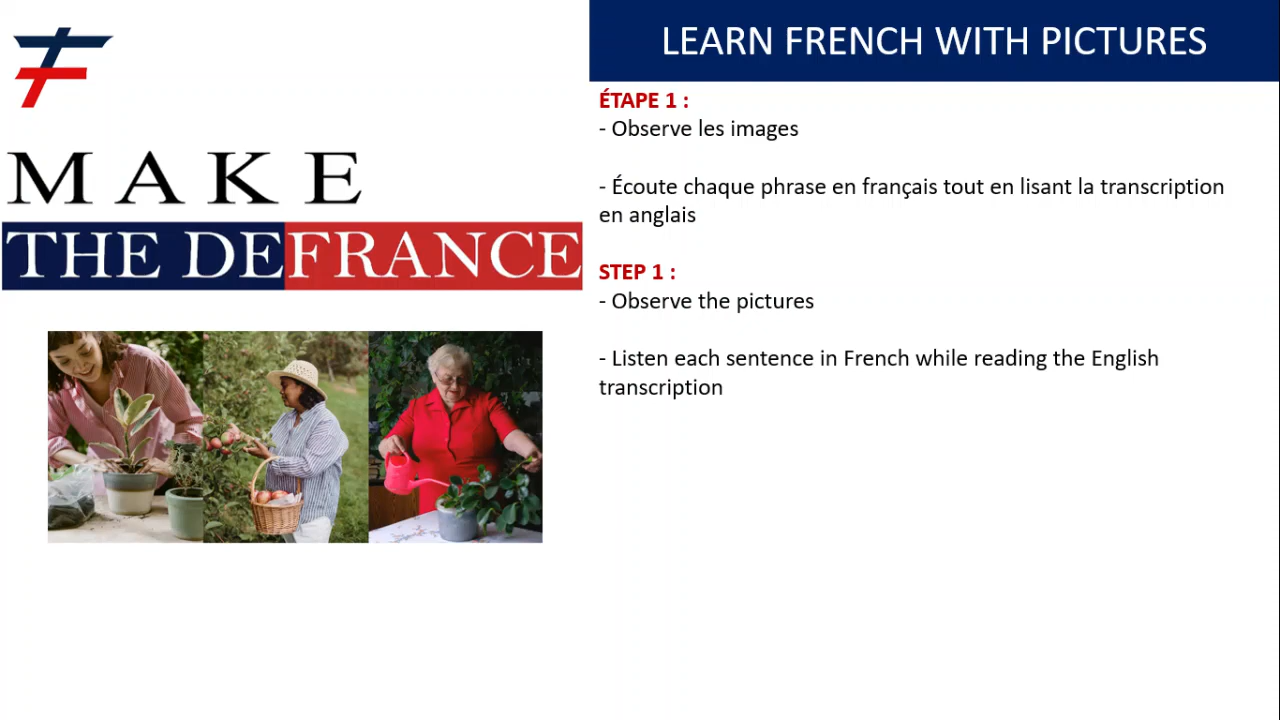 MAKE
THE DEFRANCE
LEARN FRENCH WITH PICTURES
ÉTAPE 1 :
- Observe les images
- Écoute chaque phrase en français tout en lisant la transcription
en anglais
STEP 1 :
- Observe the pictures
- Listen each sentence in French while reading the English
transcription